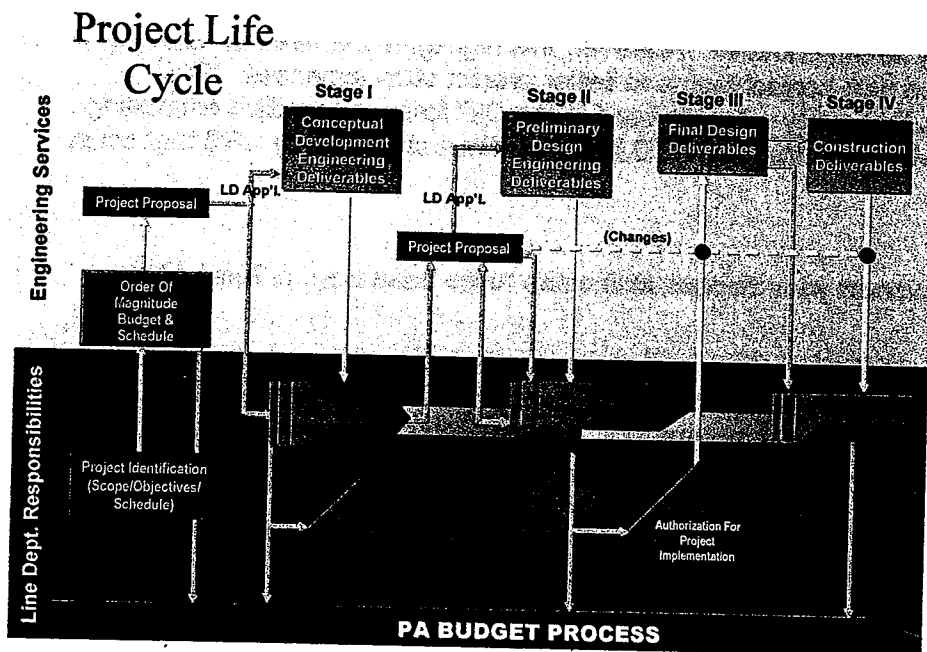 Project Life
Cycle
Engineering Services
Stage I
Conceptual
Development
Engineering
Deliverables
Stage II
Preliminary
Design
Engineering
Deliverables
Stage III
Final Design
Deliverables
Stage IV
Construction
Deliverables
LD App'l.
Project Proposal
LD App'l.
Project Proposal
(Changes)
Order Of
Magnitude
Budget &
Schedule
Line Dept. Responsibilities
Project Identification
(Scope/Objectives/
Schedule)
Authorization For
Project
Implementation
PA BUDGET PROCESS